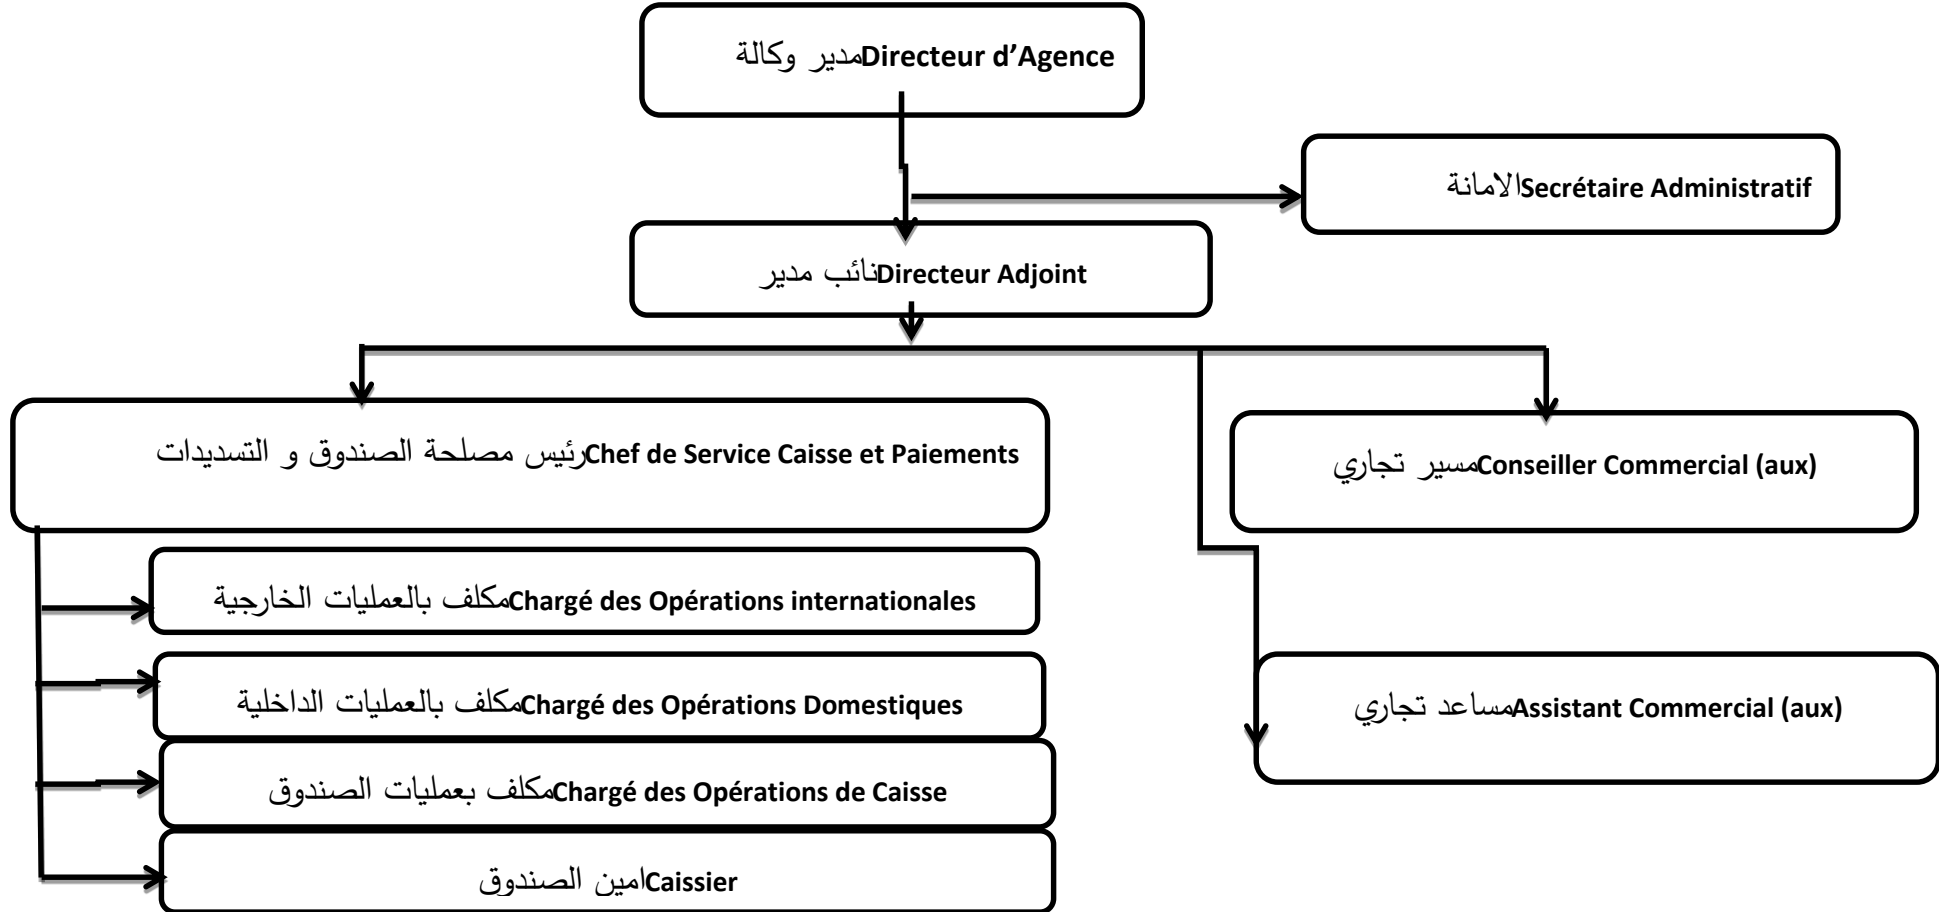 Directeur d’Agenceمدير وكالة
Secrétaire Administratifالامانة
Directeur Adjointنائب مدير
Chef de Service Caisse et Paiementsرئيس مصلحة الصندوق و التسديدات
Conseiller Commercial (aux)مسير تجاري
Chargé des Opérations internationalesمكلف بالعمليات الخارجية
Chargé des Opérations Domestiquesمكلف بالعمليات الداخلية
Assistant Commercial (aux)مساعد تجاري
Chargé des Opérations de Caisseمكلف بعمليات الصندوق
Caissierامين الصندوق